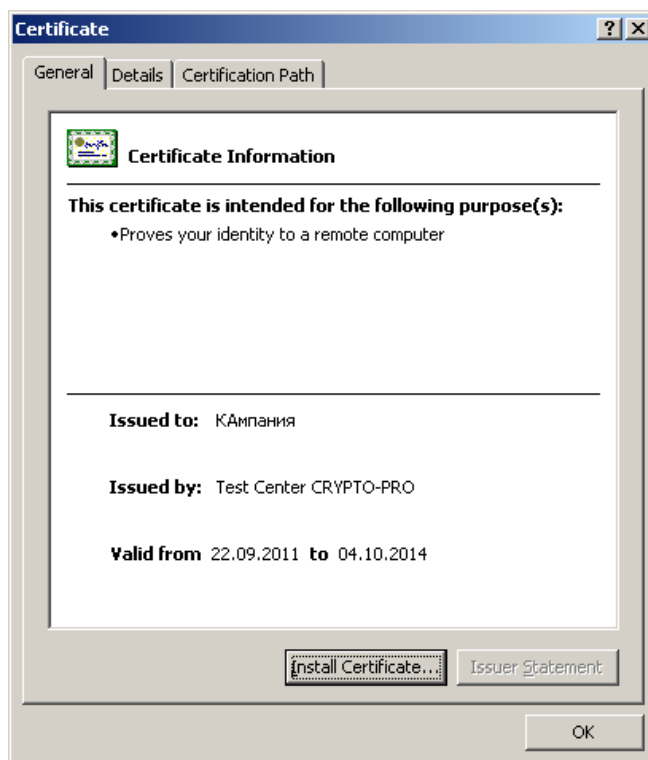 Certificate
General Details Certification Path
Certificate Information
This certificate is intended for the following purpose(s):
•Proves your identity to a remote computer
Issued to: КАмпания
Issued by: Test Center CRYPTO-PRO
Valid from 22.09.2011 to 04.10.2014
Install Certificate... Issuer Statement
OK